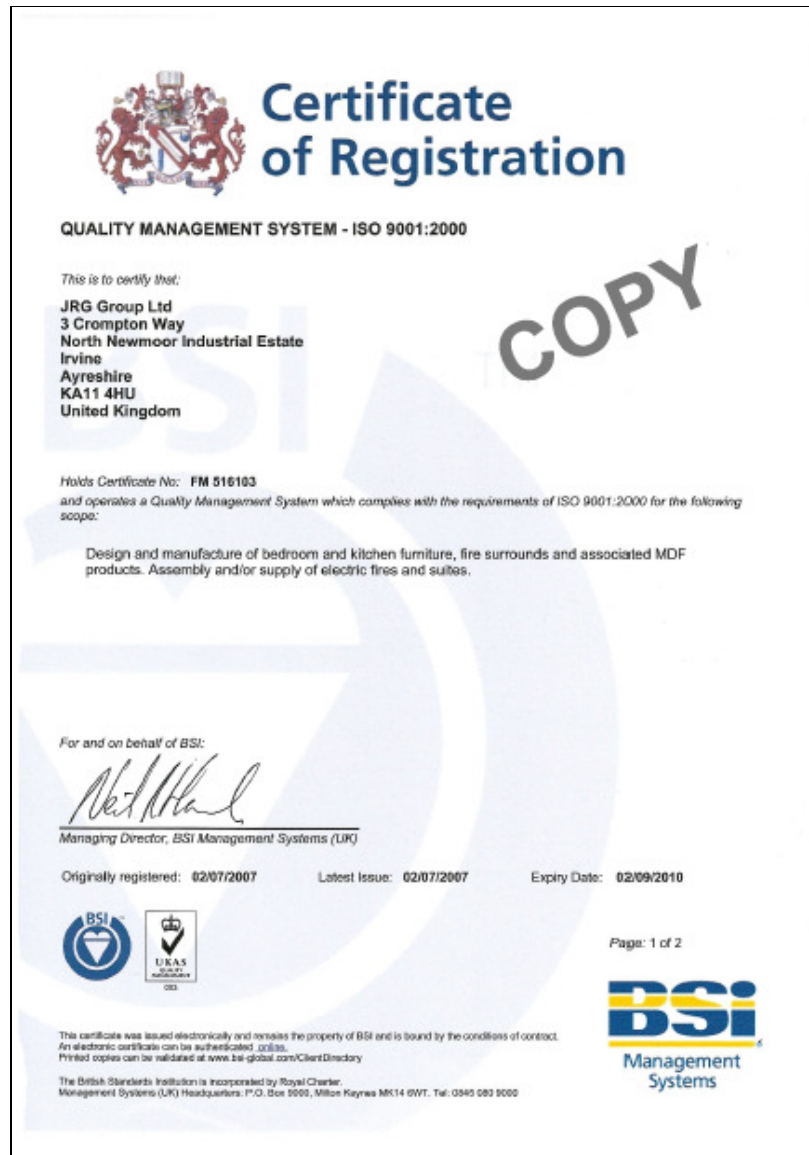 Certificate
of Registration
QUALITY MANAGEMENT SYSTEM - ISO 9001:2000
This is to certify that:
COPY
JRG Group Ltd
3 Crompton Way
North Newmoor Industrial Estate
Irvine
Ayreshire
KA11 4HU
United Kingdom
BSI
Holds Certificate No: FM 516103
and operates a Quality Management System which complies with the requirements of ISO 9001:2000 for the following
scope:
Design and manufacture of bedroom and kitchen furniture, fire surrounds and associated MDF
products. Assembly and/or supply of electric fires and suites.
For and on behalf of BSI:
Managing Director, BSI Management Systems (UK)
Originally registered: 02/07/2007 Latest Issue: 02/07/2007 Expiry Date: 02/09/2010
BSI
UKAS
QUALITY
MANAGEMENT
003
Page: 1 of 2
BSi
Management
Systems
This certificate was issued electronically and remains the property of BSI and is bound by the conditions of contract.
An electronic certificate can be authenticated online.
Printed copies can be validated at www.bsi-global.com/ClientDirectory
The British Standards Institution is incorporated by Royal Charter.
Management Systems (UK) Headquarters: P.O. Box 9000, Milton Keynes MK14 6WT. Tel: 0845 080 9000